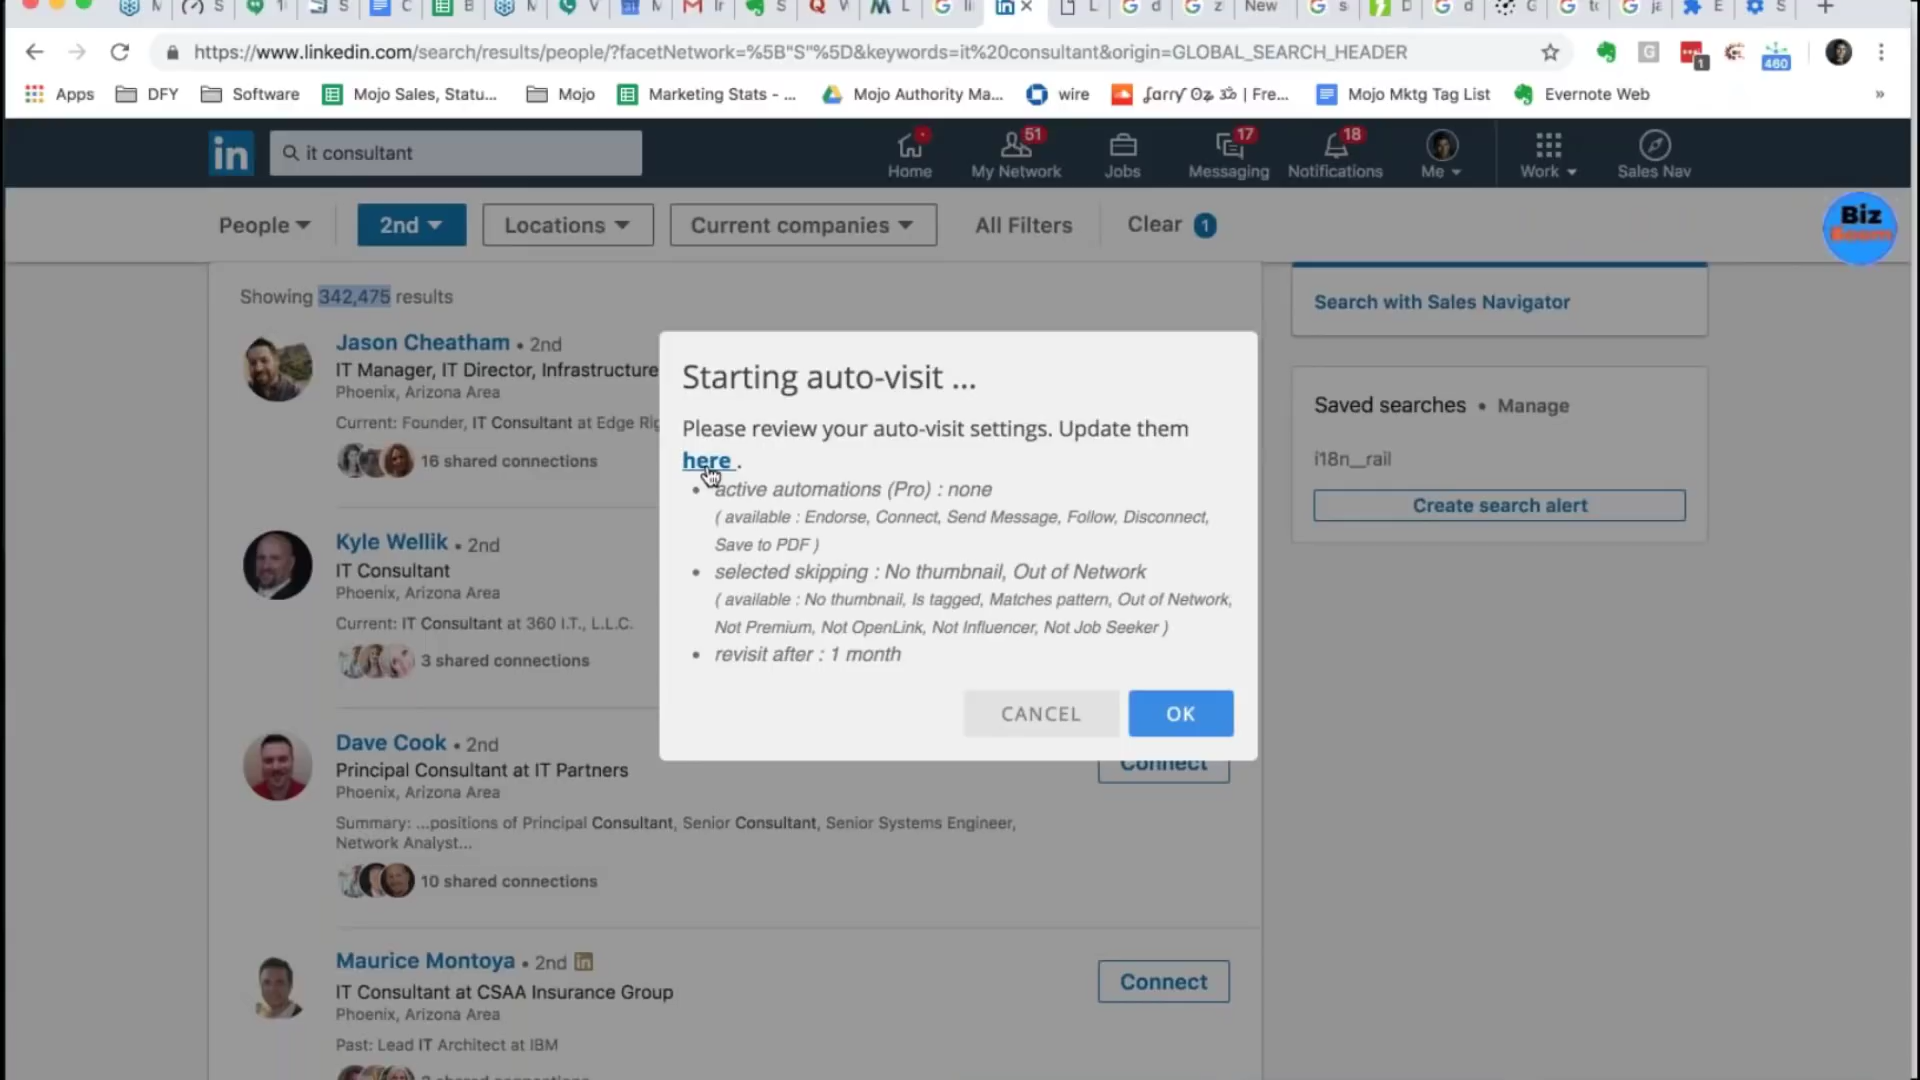 https://www.linkedin.com/search/results/people/?facetNetwork=%5B"S"%5D&keywords=it%20consultant&origin=GLOBAL_SEARCH_HEADER
1
460
Apps
DFY
Software
Mojo Sales, Statu...
Mojo
Marketing Stats - ...
Mojo Authority Ma...
wire
Mojo Mktg Tag List
Evernote Web
»
New
in
it consultant
Home
51
My Network
Jobs
17
Messaging
18
Notifications
Me
Work
Sales Nav
People
2nd
Locations
Current companies
All Filters
Clear 1
Biz
Showing 342,475 results
Jason Cheatham • 2nd
IT Manager, IT Director, Infrastructure
Phoenix, Arizona Area
Current: Founder, IT Consultant at Edge Rig
16 shared connections
Kyle Wellik • 2nd
IT Consultant
Phoenix, Arizona Area
Current: IT Consultant at 360 I.T., L.L.C.
3 shared connections
Dave Cook • 2nd
Principal Consultant at IT Partners
Phoenix, Arizona Area
Summary: ...positions of Principal Consultant, Senior Consultant, Senior Systems Engineer,
Network Analyst...
10 shared connections
Connect
Maurice Montoya • 2nd in
IT Consultant at CSAA Insurance Group
Phoenix, Arizona Area
Past: Lead IT Architect at IBM
Connect
Starting auto-visit ...
Please review your auto-visit settings. Update them
here .
• active automations (Pro) : none
( available : Endorse, Connect, Send Message, Follow, Disconnect,
Save to PDF )
• selected skipping : No thumbnail, Out of Network
( available : No thumbnail, Is tagged, Matches pattern, Out of Network,
Not Premium, Not OpenLink, Not Influencer, Not Job Seeker )
• revisit after : 1 month
CANCEL
OK
Search with Sales Navigator
Saved searches • Manage
i18n__rail
Create search alert